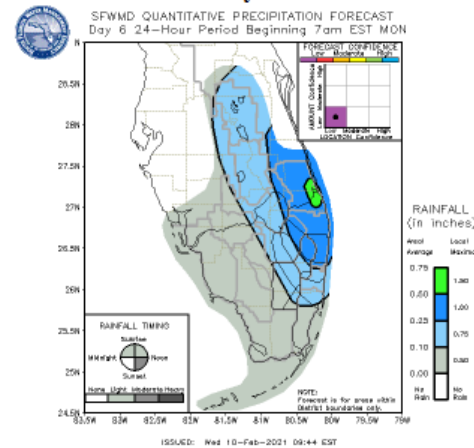 SFWMD QUANTITATIVE PRECIPITATION FORECAST
Day 6 24-Hour Period Beginning 7am EST MON
FORECAST CONFIDENCE
Low Moderate High
AMOUNT Confidence
Low Moderate High
Low Moderate High
LOCATION Confidence
28.5N
28N
27.5N
27N
26.5N
26N
25.5N
25N
24.5N
83.5W
83W
82.5W
82W
81.5W
81W
80.5W
80W
79W
RAINFALL
(in inches)
Areal Average
Local Maxima
0.75
0.50
0.25
0.10
0.00
No Rain
1.50
1.00
0.75
0.50
No Rain
RAINFALL TIMING
Sunrise
Midnight
Noon
Sunset
None Light Moderate Heavy
NOTE:
Forecast is for areas within
District boundaries only.
ISSUED: Wed 10-Feb-2021 09:44 EST